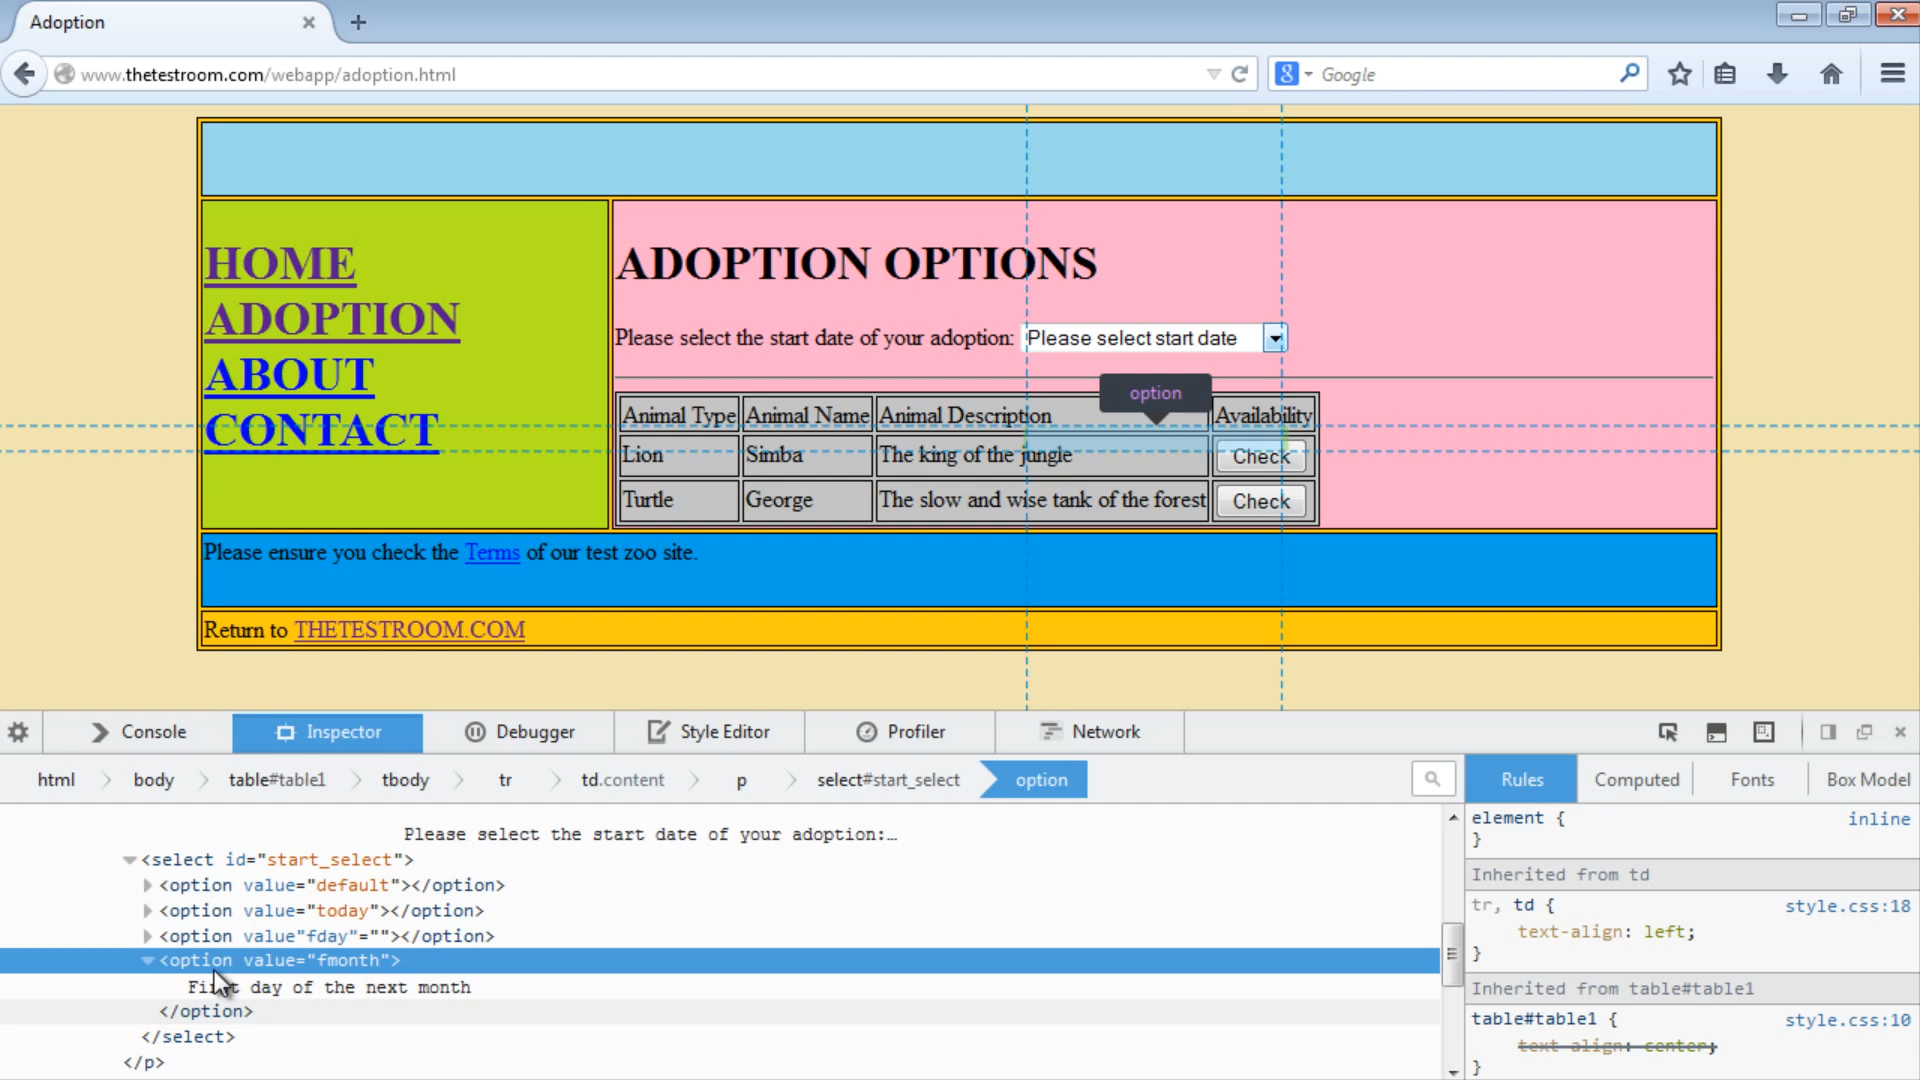 Adoption
www.thetestroom.com/webapp/adoption.html
8
Google
HOME
ADOPTION
ABOUT
CONTACT
ADOPTION OPTIONS
Please select the start date of your adoption: Please select start date
option
Animal Type Animal Name Animal Description Availability
Lion Simba The king of the jungle Check
Turtle George The slow and wise tank of the forest Check
Please ensure you check the Terms of our test zoo site.
Return to THETESTROOM.COM
Console Inspector Debugger Style Editor Profiler Network
html body table#table1 tbody tr td.content p select#start_select option
Rules Computed Fonts Box Model
Please select the start date of your adoption:…
<select id="start_select">
<option value="default"></option>
<option value="today"></option>
<option value"fday"=""></option>
<option value="fmonth">
First day of the next month
</option>
</select>
</p>
element { inline
}
Inherited from td
tr, td { style.css:18
text-align: left;
}
Inherited from table#table1
table#table1 { style.css:10
text-align: center;
}